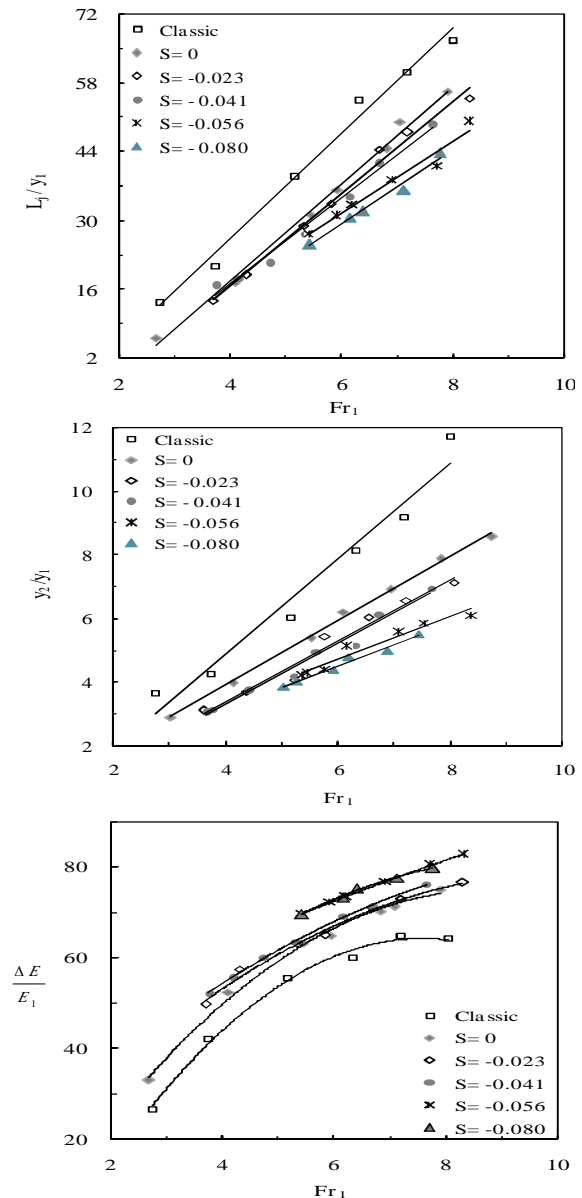 72
58
44
30
16
2
L_j / y_1
Classic
S= 0
S= -0.023
S= - 0.041
S= -0.056
S= - 0.080
2 4 6 8 10
Fr_1
12
10
8
6
4
2
y_2/y_1
Classic
S= 0
S= -0.023
S= - 0.041
S= -0.056
S= -0.080
2 4 6 8 10
Fr_1
80
60
40
20
Δ E
E_1
Classic
S= 0
S= -0.023
S= -0.041
S= -0.056
S= -0.080
2 4 6 8 10
Fr_1